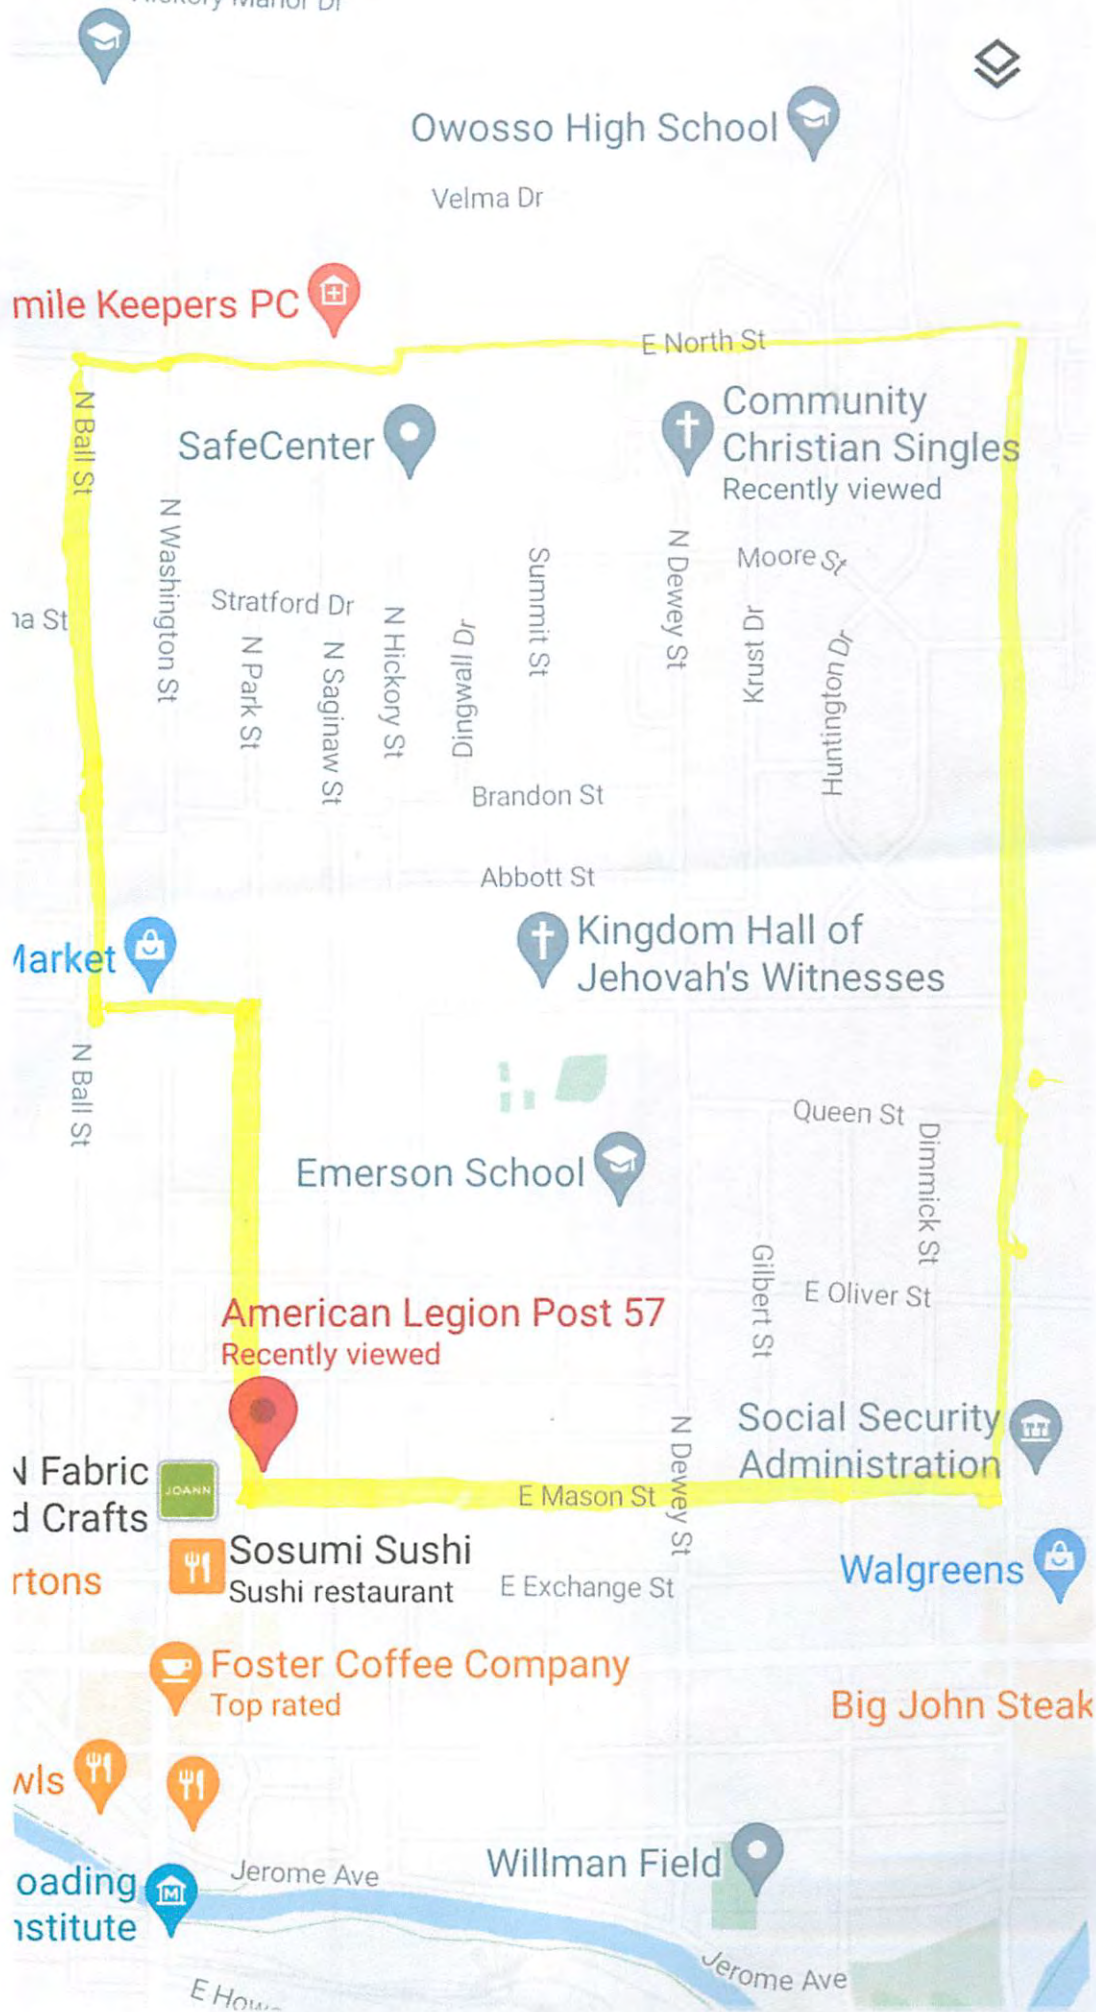 Owosso High School
Velma Dr
mile Keepers PC
E North St
N Ball St
Community
Christian Singles
Recently viewed
SafeCenter
N Washington St
Summit St
N Dewey St
Moore St
Stratford Dr
na St
N Park St
N Saginaw St
N Hickory St
Dingwall Dr
Krust Dr
Huntington Dr
Brandon St
Abbott St
Market
Kingdom Hall of
Jehovah's Witnesses
N Ball St
Queen St
Dimmick St
Emerson School
Gilbert St
E Oliver St
American Legion Post 57
Recently viewed
N Dewey St
Social Security
Administration
N Fabric
d Crafts
JOANN
E Mason St
Sosumi Sushi
Sushi restaurant
rtons
E Exchange St
Walgreens
Foster Coffee Company
Top rated
Big John Steak
wls
Willman Field
Jerome Ave
oading
nstitute
M
Jerome Ave